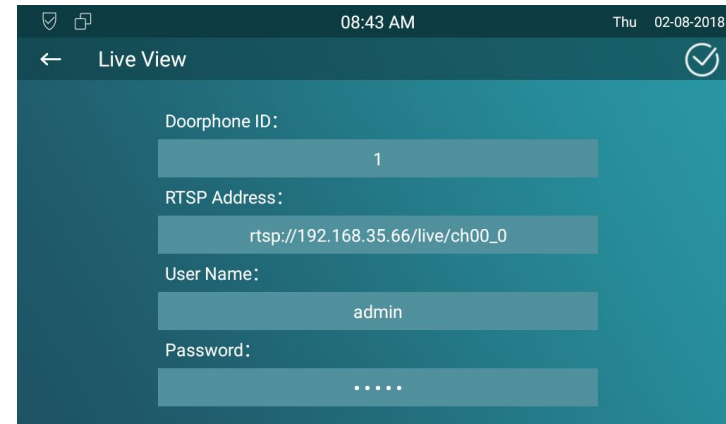 08:43 AM Thu 02-08-2018
Live View
Doorphone ID:
1
RTSP Address:
rtsp://192.168.35.66/live/ch00_0
User Name:
admin
Password:
•••••